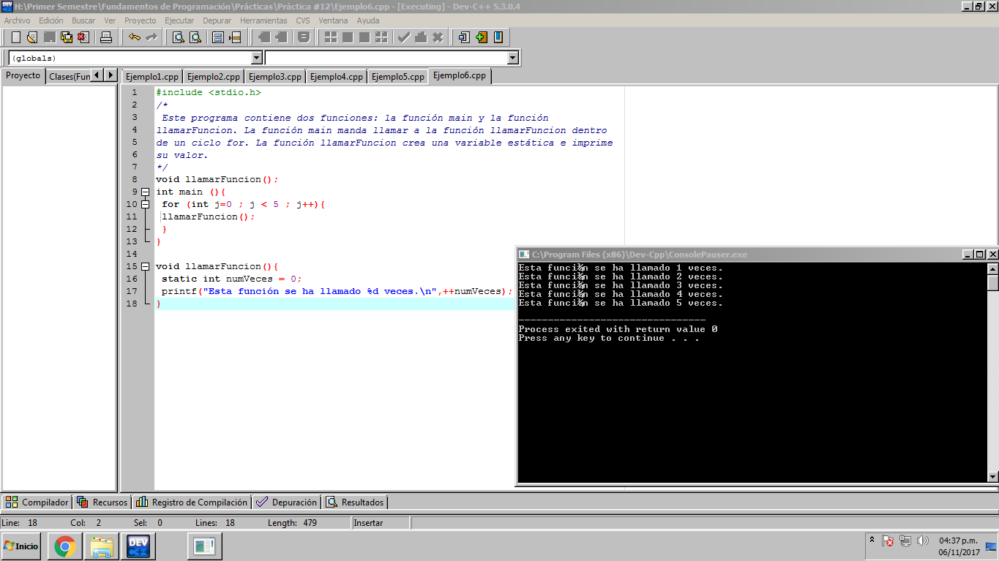 H:\Primer Semestre\Fundamentos de Programación\Prácticas\Práctica #12\Ejemplo6.cpp - [Executing] - Dev-C++ 5.3.0.4
Archivo Edición Buscar Ver Proyecto Ejecutar Depurar Herramientas CVS Ventana Ayuda
(globals)
Proyecto Clases(Fun Ejemplo1.cpp Ejemplo2.cpp Ejemplo3.cpp Ejemplo4.cpp Ejemplo5.cpp Ejemplo6.cpp
1 #include <stdio.h>
2 /*
3 Este programa contiene dos funciones: la función main y la función
4 llamarFuncion. La función main manda llamar a la función llamarFuncion dentro
5 de un ciclo for. La función llamarFuncion crea una variable estática e imprime
6 su valor.
7 */
8 void llamarFuncion();
9 int main (){
10 for (int j=0 ; j < 5 ; j++){
11 llamarFuncion();
12 }
13 }
14
15 void llamarFuncion(){
16 static int numVeces = 0;
17 printf("Esta función se ha llamado %d veces.\n",++numVeces);
18 }
C:\Program Files (x86)\Dev-Cpp\ConsolePauser.exe
Esta funci¾n se ha llamado 1 veces.
Esta funci¾n se ha llamado 2 veces.
Esta funci¾n se ha llamado 3 veces.
Esta funci¾n se ha llamado 4 veces.
Esta funci¾n se ha llamado 5 veces.
--------------------------------
Process exited with return value 0
Press any key to continue . . .
Compilador Recursos Registro de Compilación Depuración Resultados
Line: 18 Col: 2 Sel: 0 Lines: 18 Length: 479 Insertar
Inicio DEV C++ 04:37 p.m.
06/11/2017